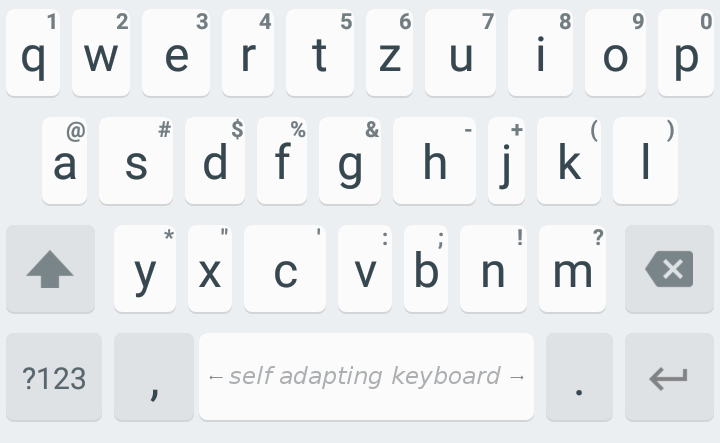 1 2 3 4 5 6 7 8 9 0
q w e r t z u i o p
@ # $ % & - + ( )
a s d f g h j k l
* " ' : ; ! ?
y x c v b n m
?123 , ←self adapting keyboard → .